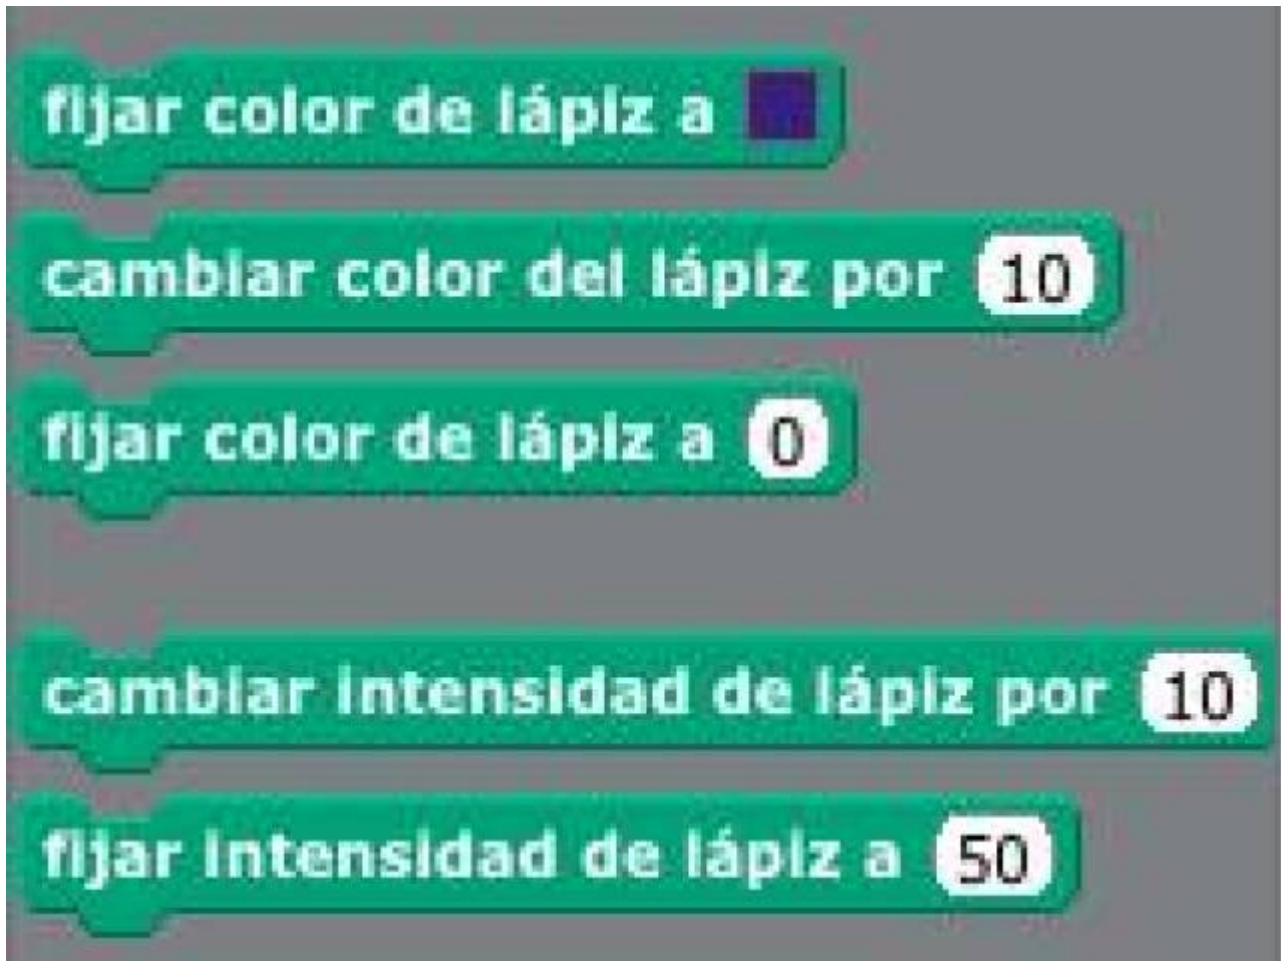 fijar color de lápiz a
cambiar color del lápiz por 10
fijar color de lápiz a 0
cambiar intensidad de lápiz por 10
fijar intensidad de lápiz a 50